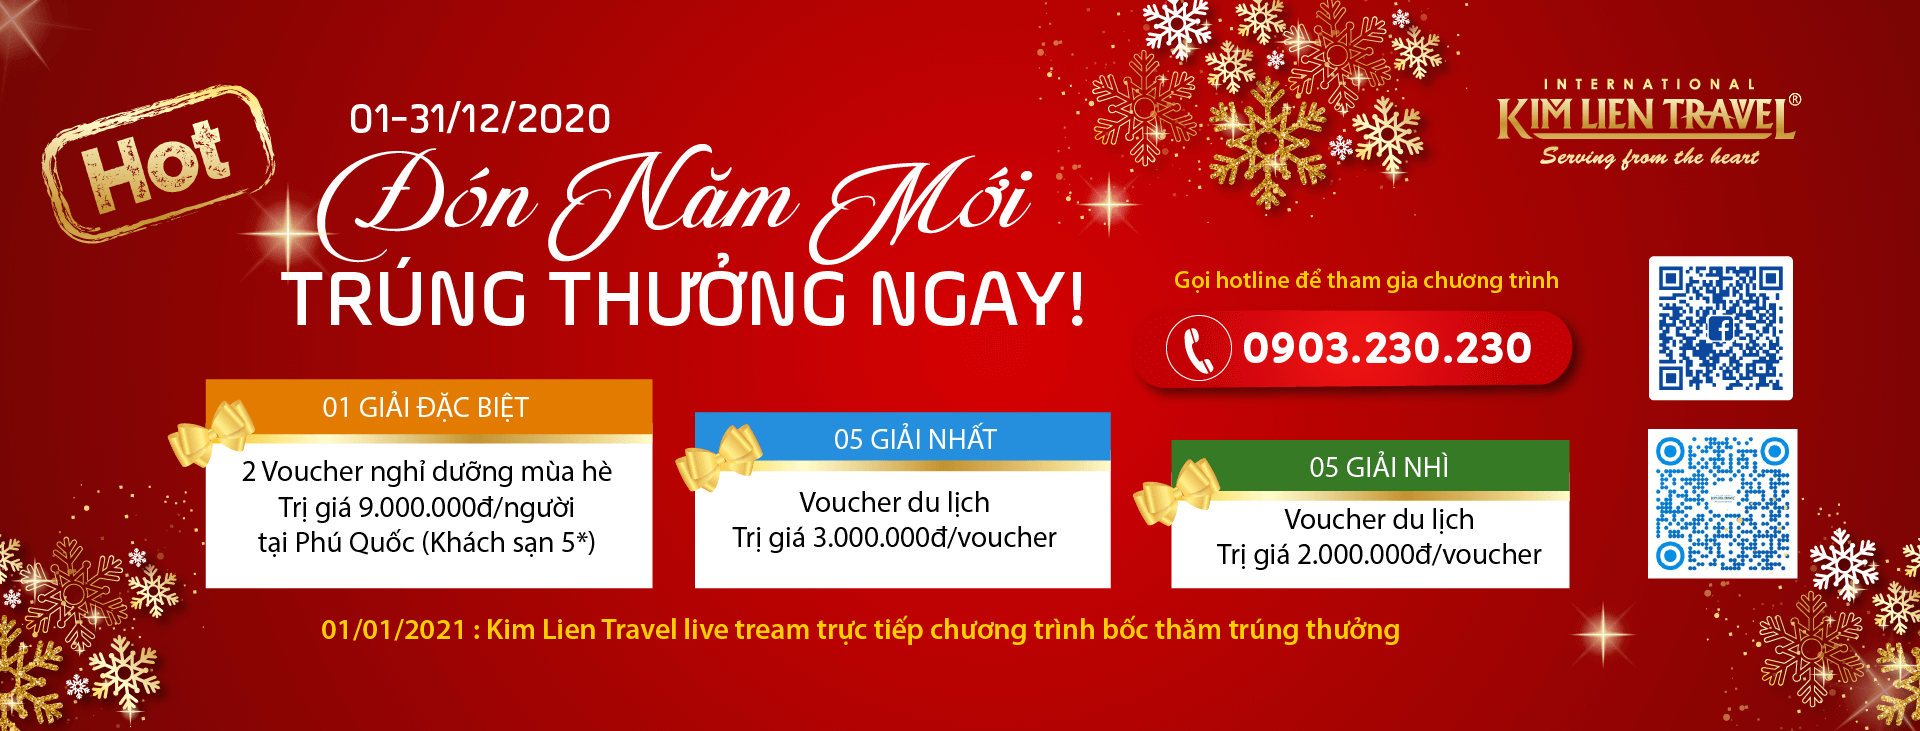 Hot
01-31/12/2020
Đón Năm Mới
TRÚNG THƯỞNG NGAY!
INTERNATIONAL
KIM LIEN TRAVEL®
Serving from the heart
Gọi hotline để tham gia chương trình
0903.230.230
01 GIẢI ĐẶC BIỆT
2 Voucher nghỉ dưỡng mùa hè
Trị giá 9.000.000đ/người
tại Phú Quốc (Khách sạn 5*)
05 GIẢI NHẤT
Voucher du lịch
Trị giá 3.000.000đ/voucher
05 GIẢI NHÌ
Voucher du lịch
Trị giá 2.000.000đ/voucher
01/01/2021 : Kim Lien Travel live tream trực tiếp chương trình bốc thăm trúng thưởng